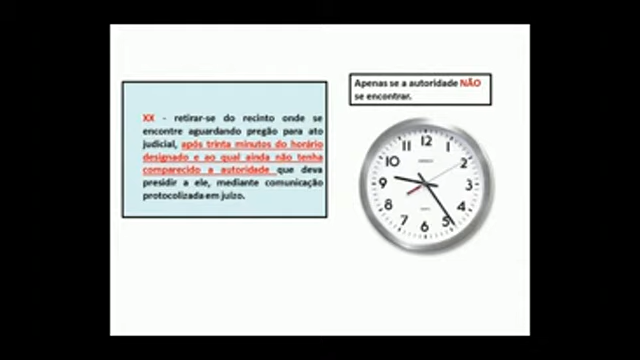 XX - retirar-se do recinto onde se
encontre aguardando pregão para ato
judicial, após trinta minutos do horário
designado e ao qual ainda não tenha
comparecido a autoridade que deva
presidir a ele, mediante comunicação
protocolizada em juízo.
Apenas se a autoridade NÃO
se encontrar.
12
11 1
10 2
9 3
8 4
7 5
6